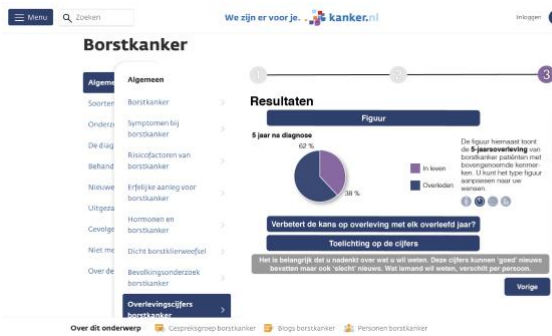 Menu
Zoeken
We zijn er voor je.
kanker.nl
Inloggen
Borstkanker
Algeme
Soorten
Onderzo
De diag
Behand
Nieuwe
Uitgeza
Gevolge
Niet me
Over de
Algemeen
Borstkanker
Symptomen bij
borstkanker
Risicofactoren van
borstkanker
Erfelijke aanleg voor
borstkanker
Hormonen en
borstkanker
Dicht borstklierweefsel
Bevolkingsonderzoek
borstkanker
Overlevingscijfers
borstkanker
1
2
3
Resultaten
Figuur
5 jaar na diagnose
62 %
38 %
In leven
Overleden
De figuur hiernaast toont
de 5-jaarsoverleving van
borstkanker patiënten met
bovengenoemde kenmer-
ken. U kunt het type figuur
aanpassen naar uw
wensen.
Verbetert de kans op overleving met elk overleefd jaar?
Toelichting op de cijfers
Het is belangrijk dat u nadenkt over wat u wil weten. Deze cijfers kunnen 'goed' nieuws
bevatten maar ook 'slecht' nieuws. Wat iemand wil weten, verschilt per persoon.
Vorige
Over dit onderwerp
Gespreksgroep borstkanker
Blogs borstkanker
Personen borstkanker